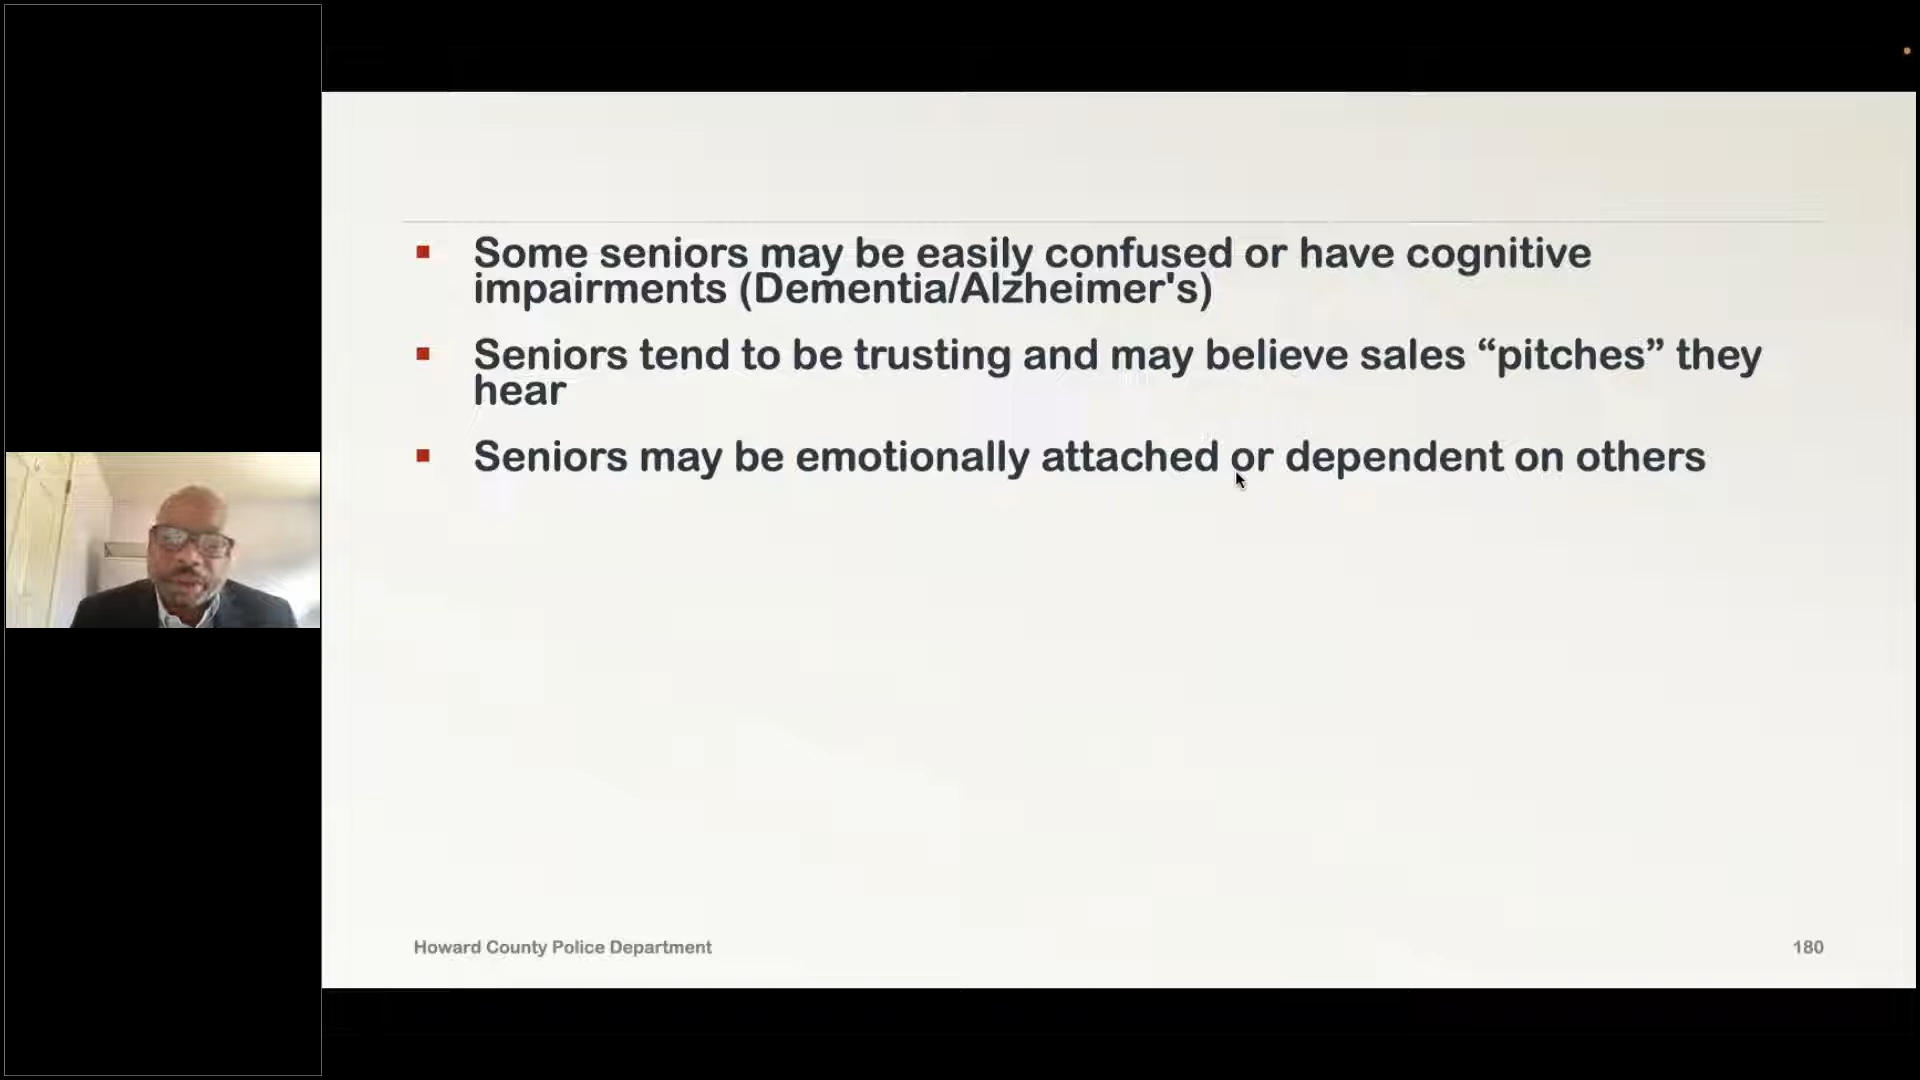 Some seniors may be easily confused or have cognitive
impairments (Dementia/Alzheimer's)
Seniors tend to be trusting and may believe sales “pitches” they
hear
Seniors may be emotionally attached or dependent on others
Howard County Police Department
180